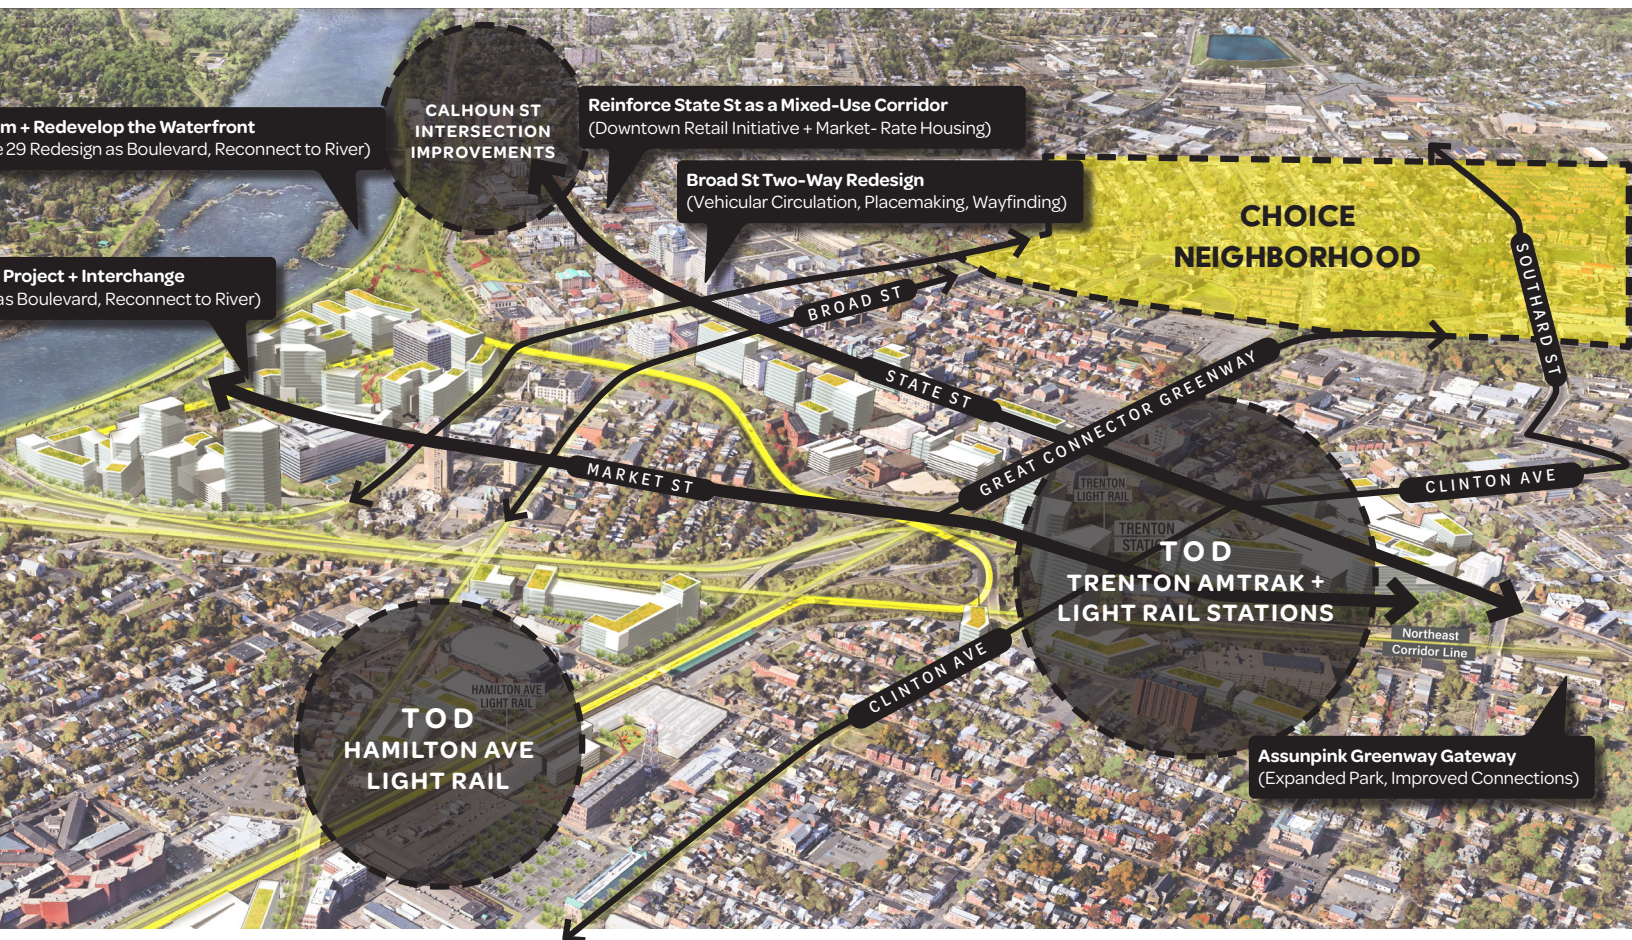 CALHOUN ST
INTERSECTION
IMPROVEMENTS
m + Redevelop the Waterfront
29 Redesign as Boulevard, Reconnect to River)
Reinforce State St as a Mixed-Use Corridor
(Downtown Retail Initiative + Market- Rate Housing)
Broad St Two-Way Redesign
(Vehicular Circulation, Placemaking, Wayfinding)
CHOICE
NEIGHBORHOOD
Project + Interchange
as Boulevard, Reconnect to River)
BROAD ST
SOUTHARD ST
STATE ST
GREAT CONNECTOR GREENWAY
MARKET ST
CLINTON AVE
TRENTON
LIGHT RAIL
TRENTON
STATI
TOD
TRENTON AMTRAK +
LIGHT RAIL STATIONS
Northeast
Corridor Line
CLINTON AVE
HAMILTON AVE
LIGHT RAIL
TOD
HAMILTON AVE
LIGHT RAIL
Assunpink Greenway Gateway
(Expanded Park, Improved Connections)